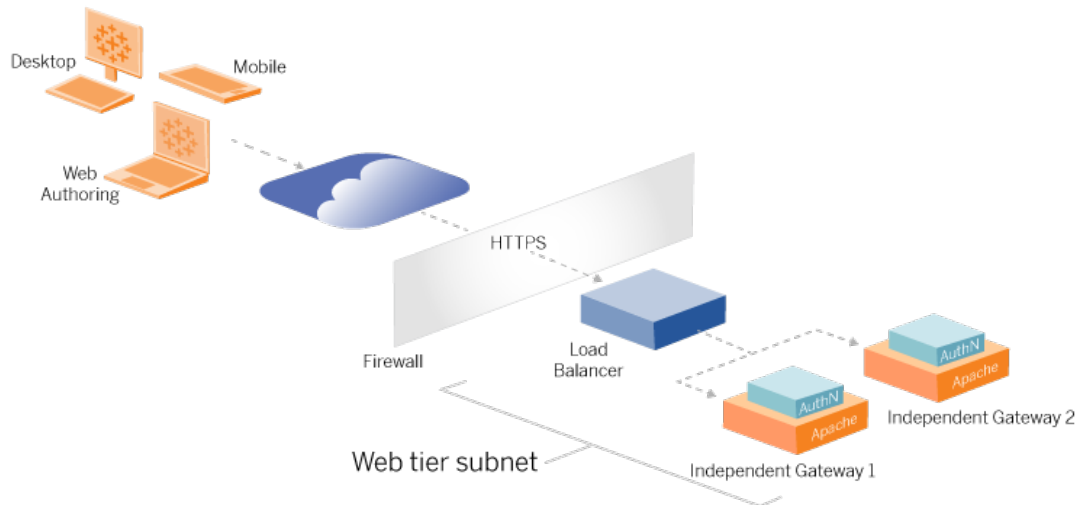 Desktop
Mobile
Web
Authoring
HTTPS
Firewall
Load
Balancer
AuthN
Apache
Independent Gateway 2
AuthN
Apache
Independent Gateway 1
Web tier subnet